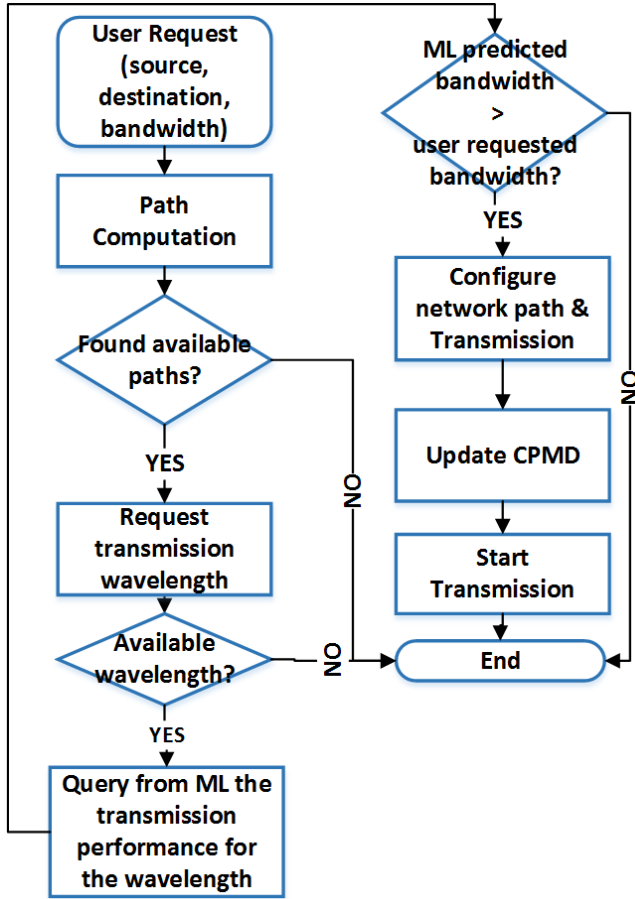 User Request
(source,
destination,
bandwidth)
Path
Computation
Found available
paths?
YES
NO
Request
transmission
wavelength
Available
wavelength?
NO
YES
Query from ML the
transmission
performance for
the wavelength
ML predicted
bandwidth
>
user requested
bandwidth?
YES
NO
Configure
network path &
Transmission
Update CPMD
Start
Transmission
End